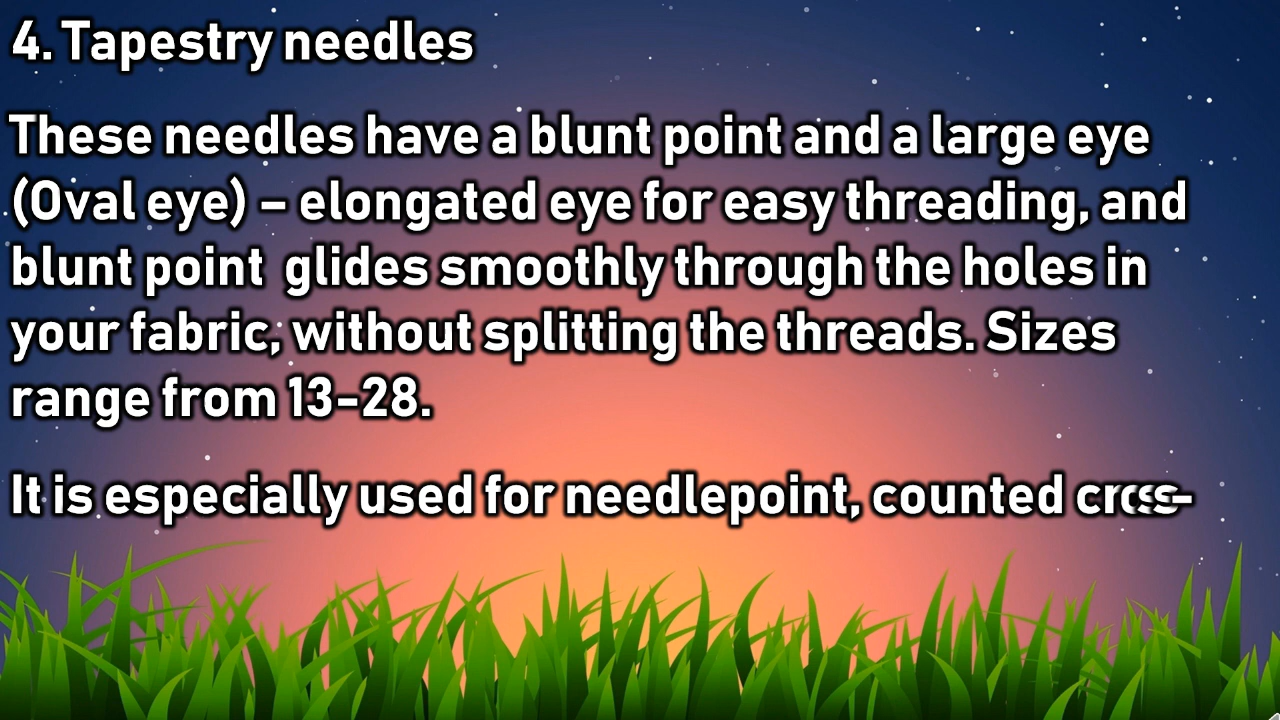 4. Tapestry needles
These needles have a blunt point and a large eye
(Oval eye) – elongated eye for easy threading, and
blunt point  glides smoothly through the holes in
your fabric, without splitting the threads. Sizes
range from 13-28.
It is especially used for needlepoint, counted